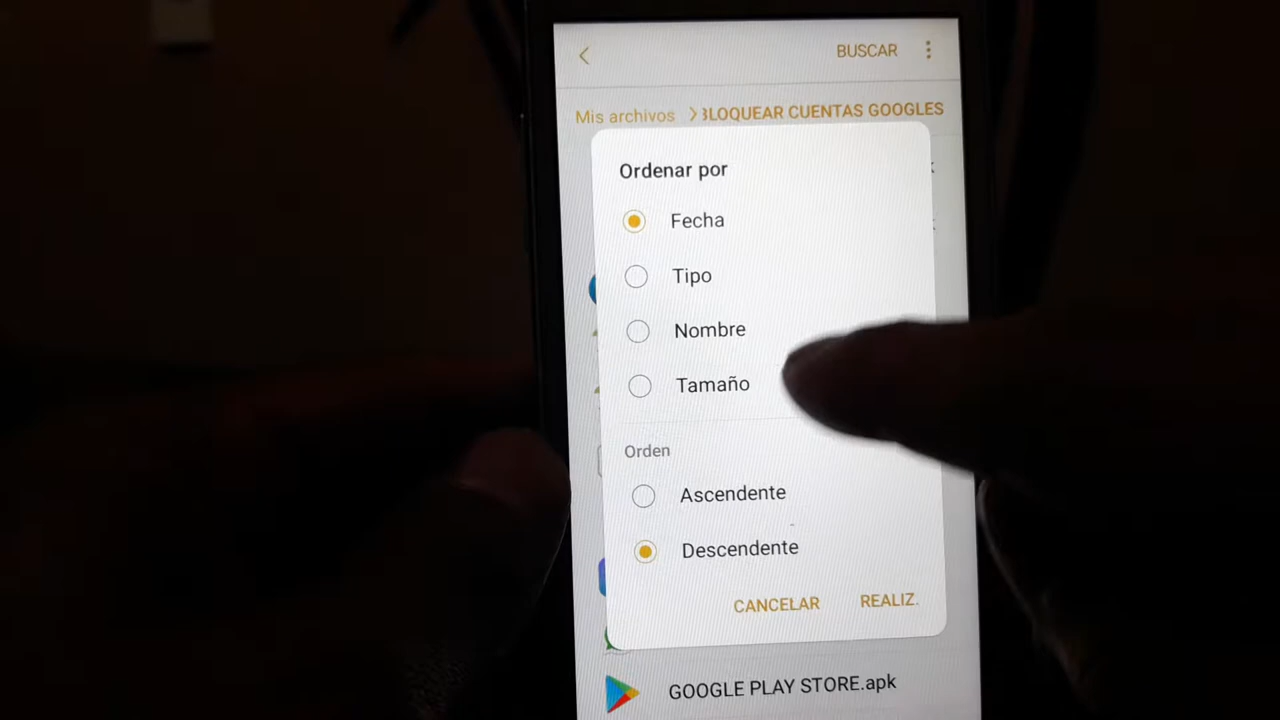 BUSCAR
Mis archivos > BLOQUEAR CUENTAS GOOGLES
Ordenar por
Fecha
Tipo
Nombre
Tamaño
Orden
Ascendente
Descendente
CANCELAR REALIZ.
GOOGLE PLAY STORE.apk